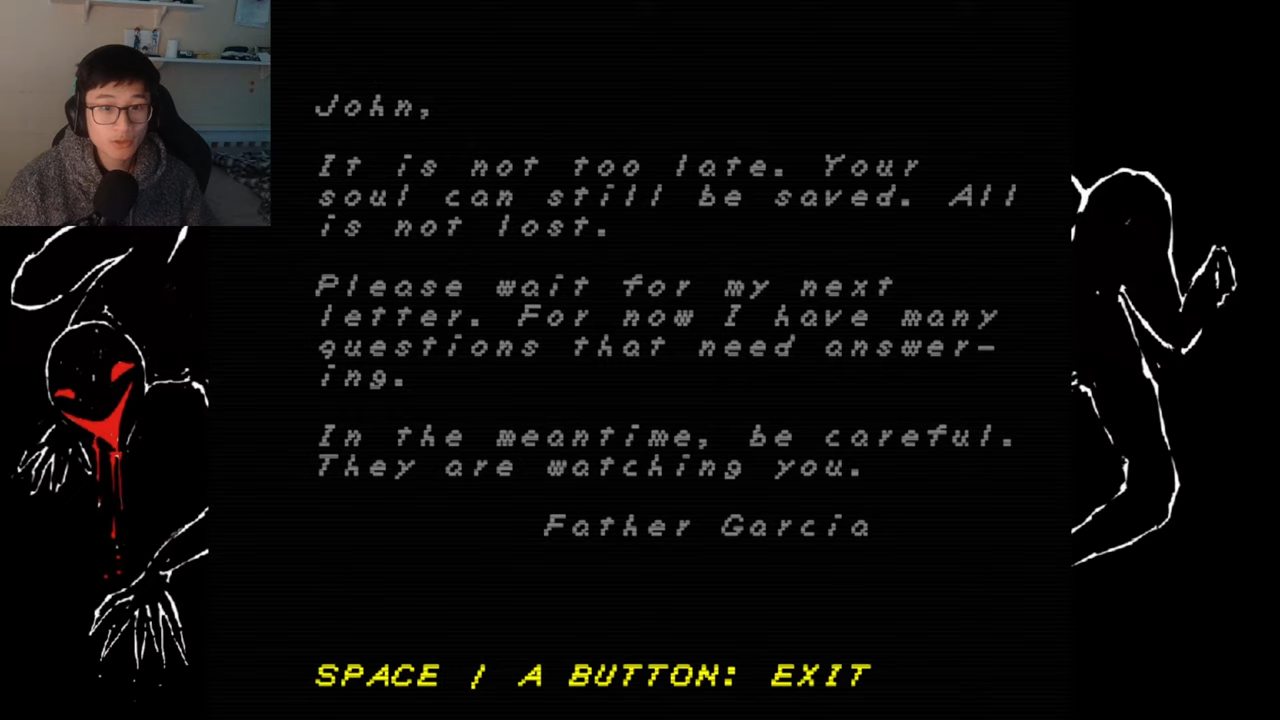 John,
It is not too late. Your
soul can still be saved. All
is not lost.
Please wait for my next
letter. For now I have many
questions that need answer-
ing.
In the meantime, be careful.
They are watching you.
Father Garcia
SPACE / A BUTTON: EXIT